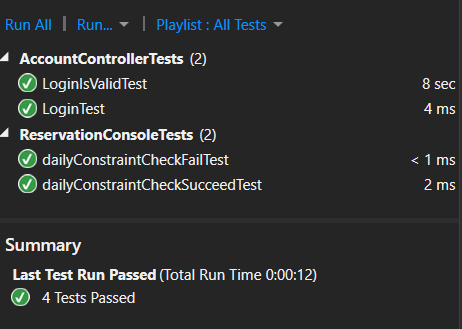 Run All | Run... | Playlist : All Tests
AccountControllerTests (2)
LoginIsValidTest 8 sec
LoginTest 4 ms
ReservationConsoleTests (2)
dailyConstraintCheckFailTest < 1 ms
dailyConstraintCheckSucceedTest 2 ms
Summary
Last Test Run Passed (Total Run Time 0:00:12)
4 Tests Passed